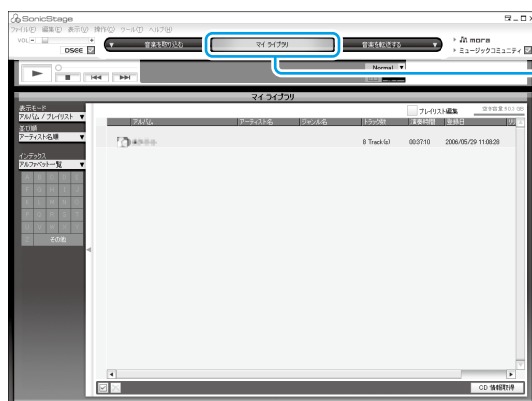 SonicStage
ファイル(F) 編集(E) 表示(V) 操作(C) ツール(T) ヘルプ(H)
VOL - +
DSEE
音楽を取り込む
マイ ライブラリ
音楽を転送する
more
ミュージックコミュニティ
Normal
マイ ライブラリ
表示モード
アルバム / プレイリスト
並び順
アーティスト名順
インデックス
アルファベット一覧
その他
プレイリスト編集
アルバム アーティスト名 ジャンル名 トラック数 演奏時間 登録日
8 Track(s) 00:37:10 2006/05/29 11:08:28
CD 情報取得